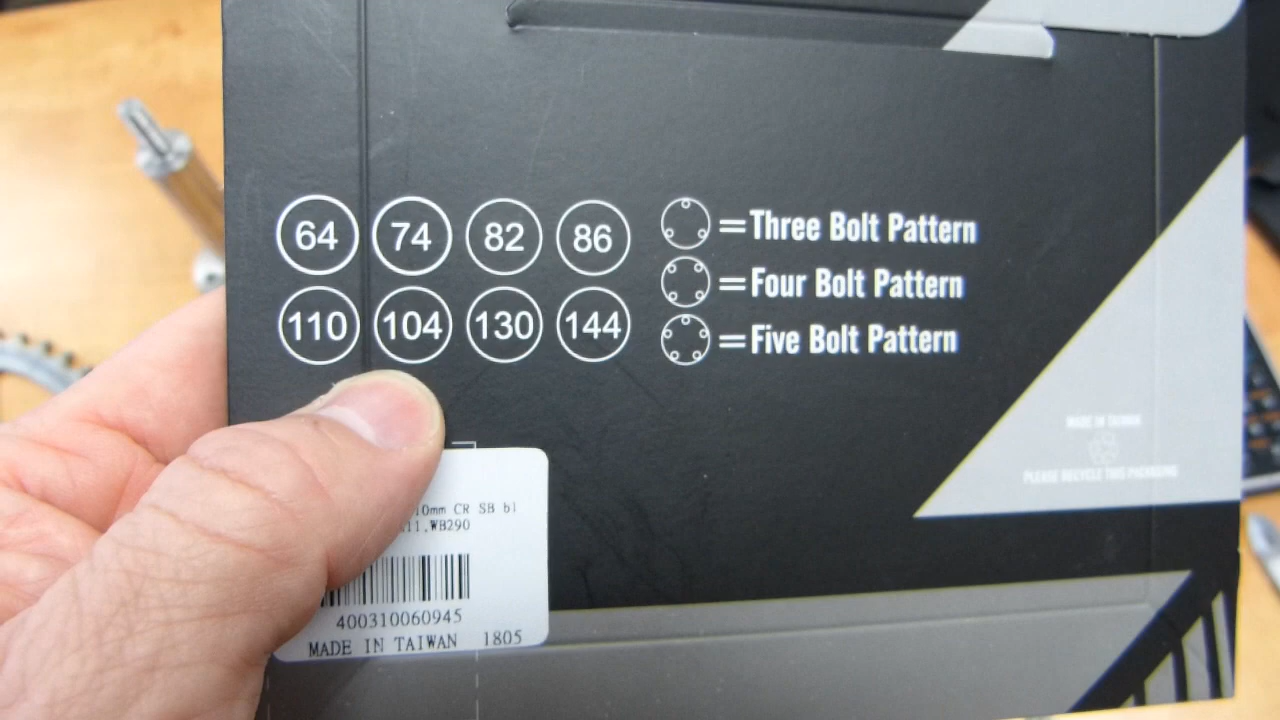 64 74 82 86
110 104 130 144
= Three Bolt Pattern
= Four Bolt Pattern
= Five Bolt Pattern
MADE IN TAIWAN
PLEASE RECYCLE THIS PACKAGING
10mm CR SB bl
11,WB290
400310060945
MADE IN TAIWAN 1805